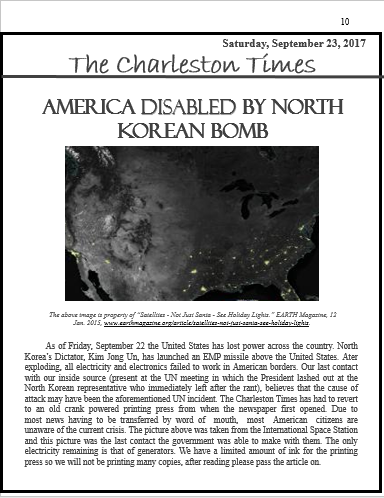 10
Saturday, September 23, 2017
The Charleston Times
AMERICA DISABLED BY NORTH
KOREAN BOMB
The above image is property of "Satellites - Not Just Santa - See Holiday Lights." EARTH Magazine, 12
Jan. 2015, www.earthmagazine.org/article/satellites-not-just-santa-see-holiday-lights.
As of Friday, September 22 the United States has lost power across the country. North
Korea's Dictator, Kim Jong Un, has launched an EMP missile above the United States. Ater
exploding, all electricity and electronics failed to work in American borders. Our last contact
with our inside source (present at the UN meeting in which the President lashed out at the
North Korean representative who immediately left after the rant), believes that the cause of
attack may have been the aforementioned UN incident. The Charleston Times has had to revert
to an old crank powered printing press from when the newspaper first opened. Due to
most news having to be transferred by word of mouth, most American citizens are
unaware of the current crisis. The picture above was taken from the International Space Station
and this picture was the last contact the government was able to make with them. The only
electricity remaining is that of generators. We have a limited amount of ink for the printing
press so we will not be printing many copies, after reading please pass the article on.